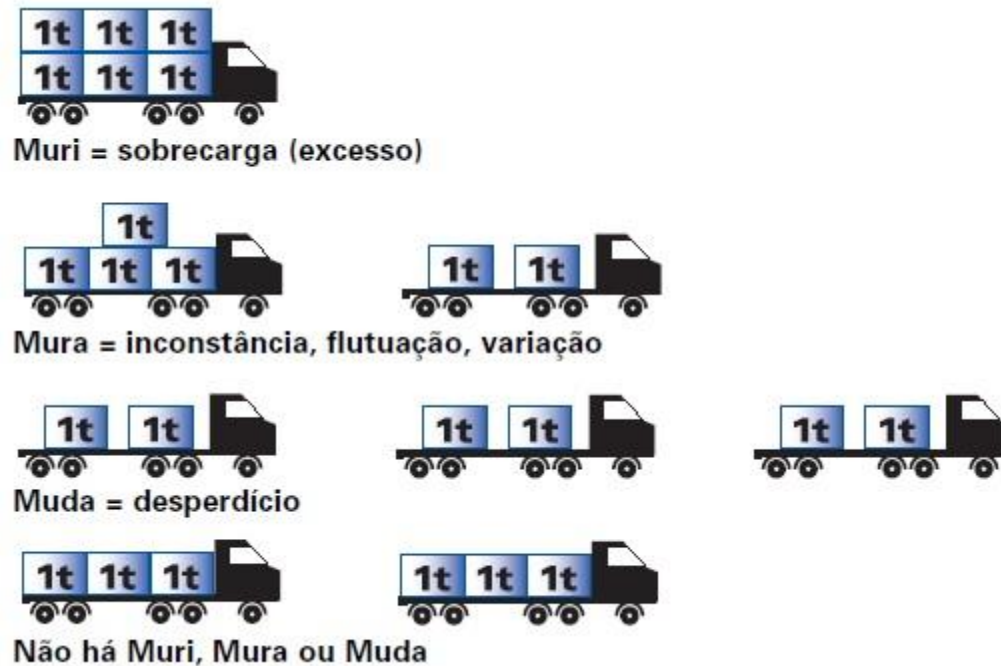 1t 1t 1t
1t 1t 1t
Muri = sobrecarga (excesso)
1t
1t 1t 1t 1t 1t
Mura = inconstância, flutuação, variação
1t 1t 1t 1t 1t 1t
Muda = desperdício
1t 1t 1t 1t 1t 1t
Não há Muri, Mura ou Muda